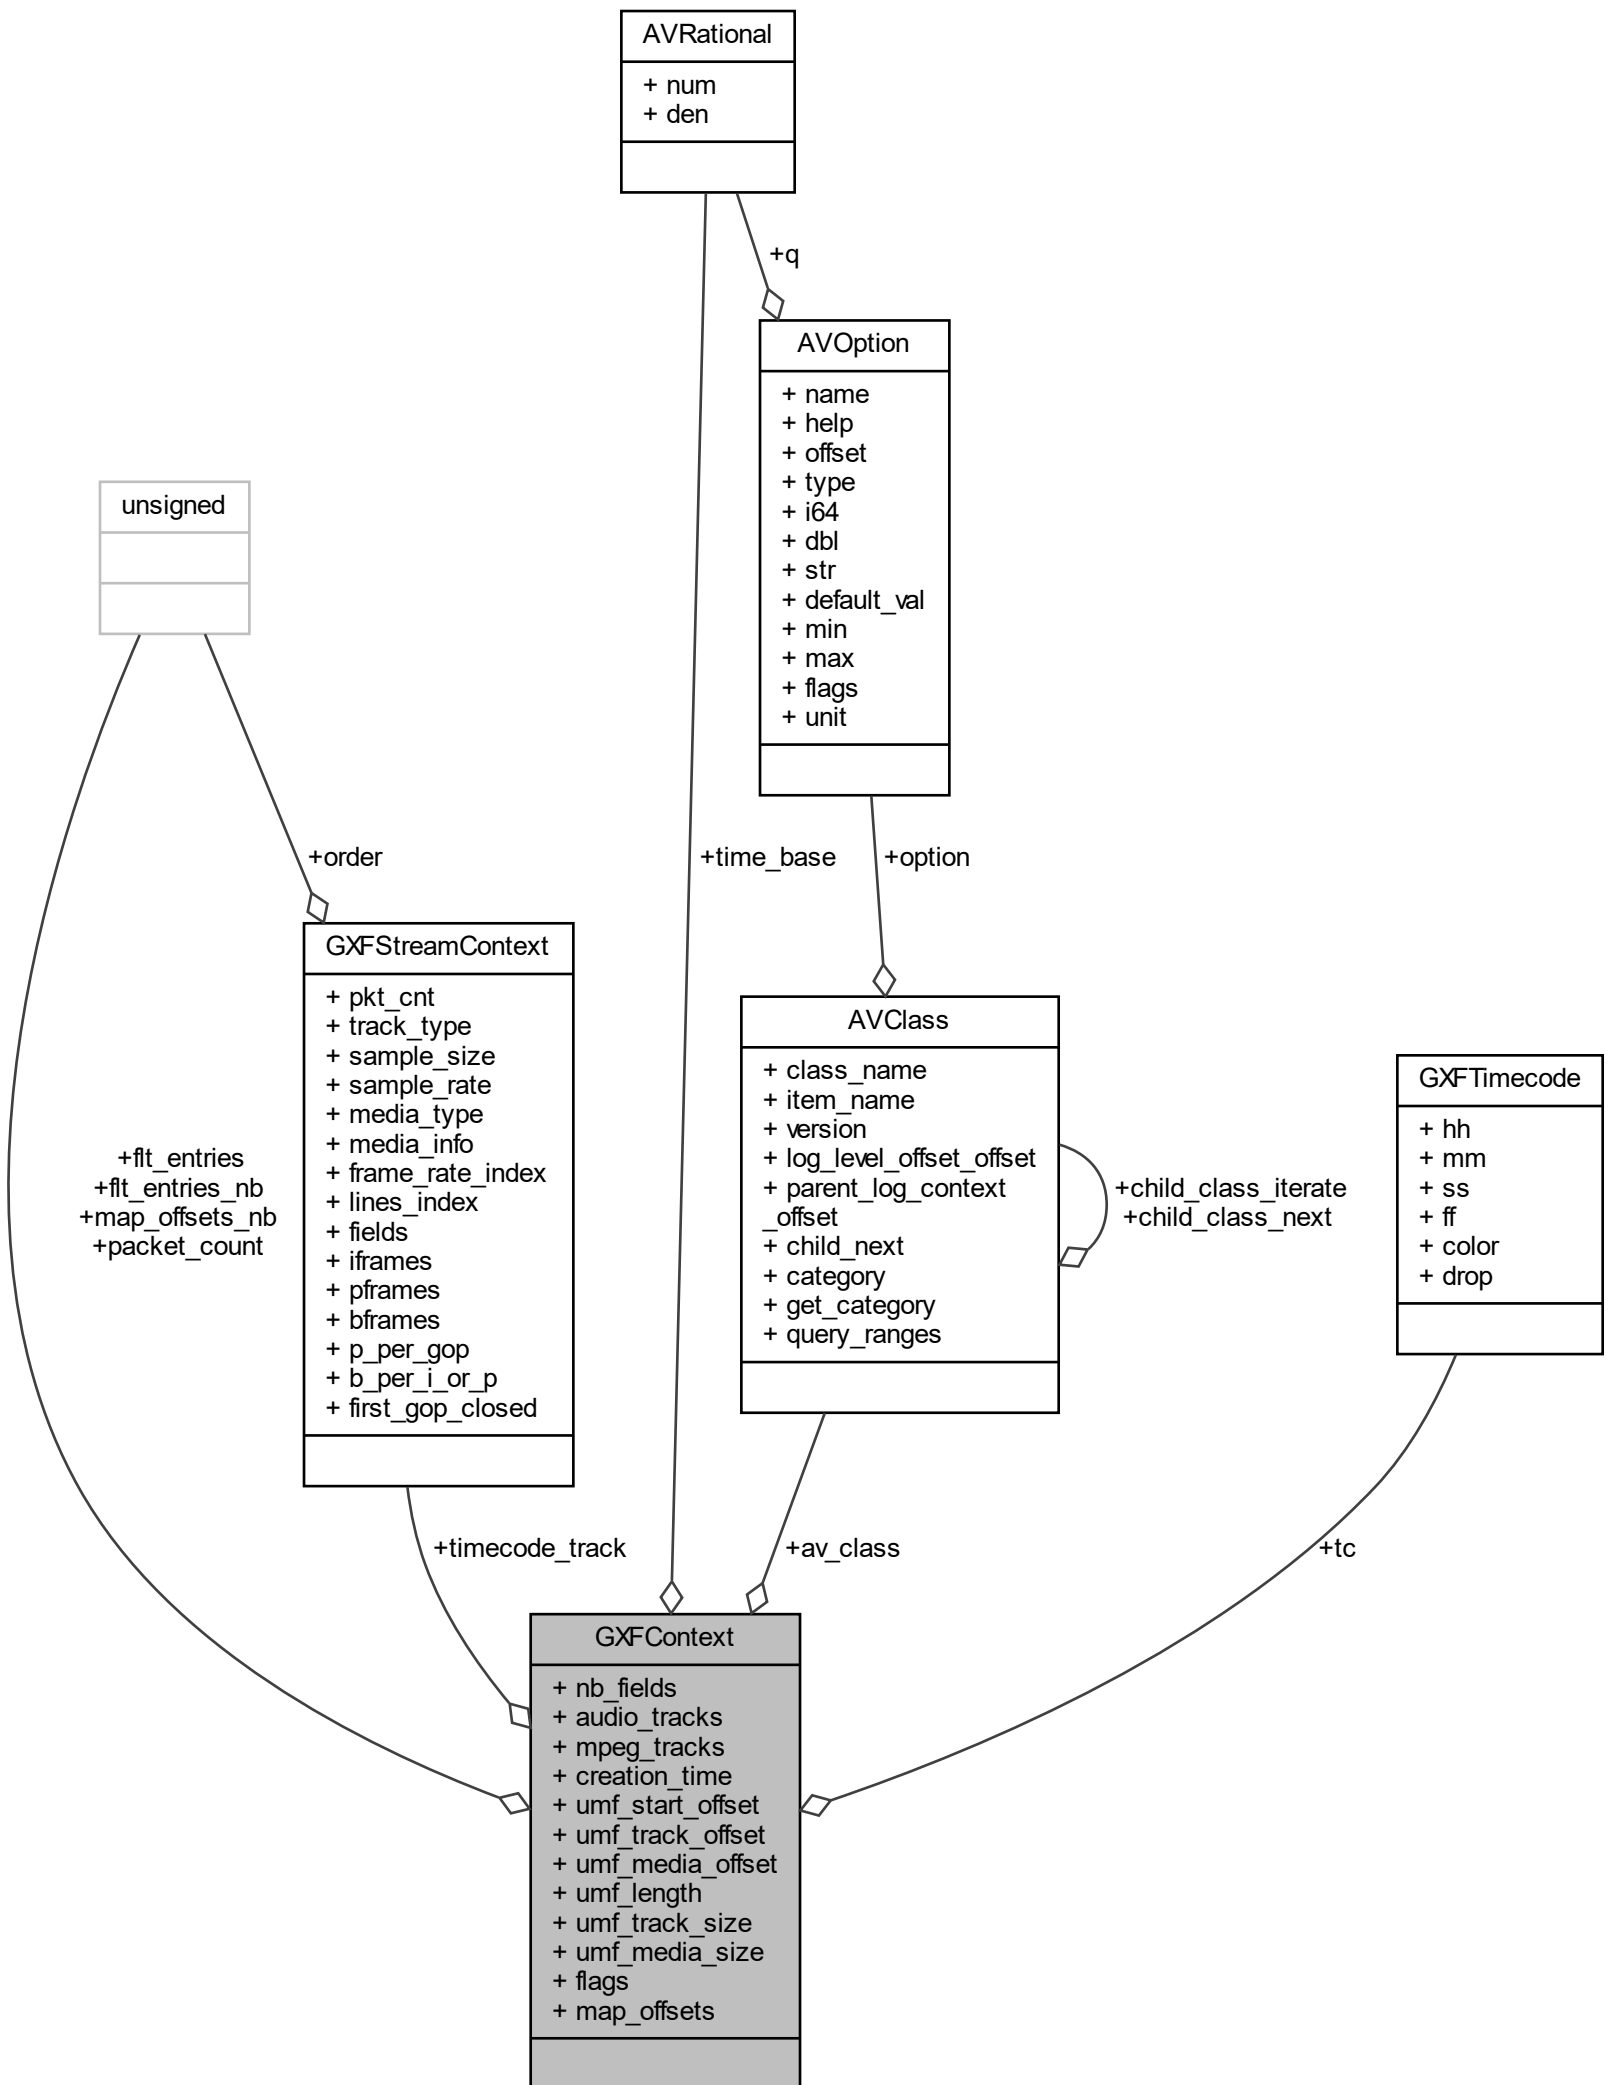 AVRational
+ num
+ den
+q
AVOption
+ name
+ help
+ offset
+ type
+ i64
+ dbl
+ str
+ default_val
+ min
+ max
+ flags
+ unit
unsigned
+order
+time_base
+option
GXFStreamContext
+ pkt_cnt
+ track_type
+ sample_size
+ sample_rate
+ media_type
+ media_info
+ frame_rate_index
+ lines_index
+ fields
+ iframes
+ pframes
+ bframes
+ p_per_gop
+ b_per_i_or_p
+ first_gop_closed
AVClass
+ class_name
+ item_name
+ version
+ log_level_offset_offset
+ parent_log_context
_offset
+ child_next
+ category
+ get_category
+ query_ranges
+child_class_iterate
+child_class_next
GXFTimecode
+ hh
+ mm
+ ss
+ ff
+ color
+ drop
+flt_entries
+flt_entries_nb
+map_offsets_nb
+packet_count
+timecode_track
+av_class
+tc
GXFContext
+ nb_fields
+ audio_tracks
+ mpeg_tracks
+ creation_time
+ umf_start_offset
+ umf_track_offset
+ umf_media_offset
+ umf_length
+ umf_track_size
+ umf_media_size
+ flags
+ map_offsets